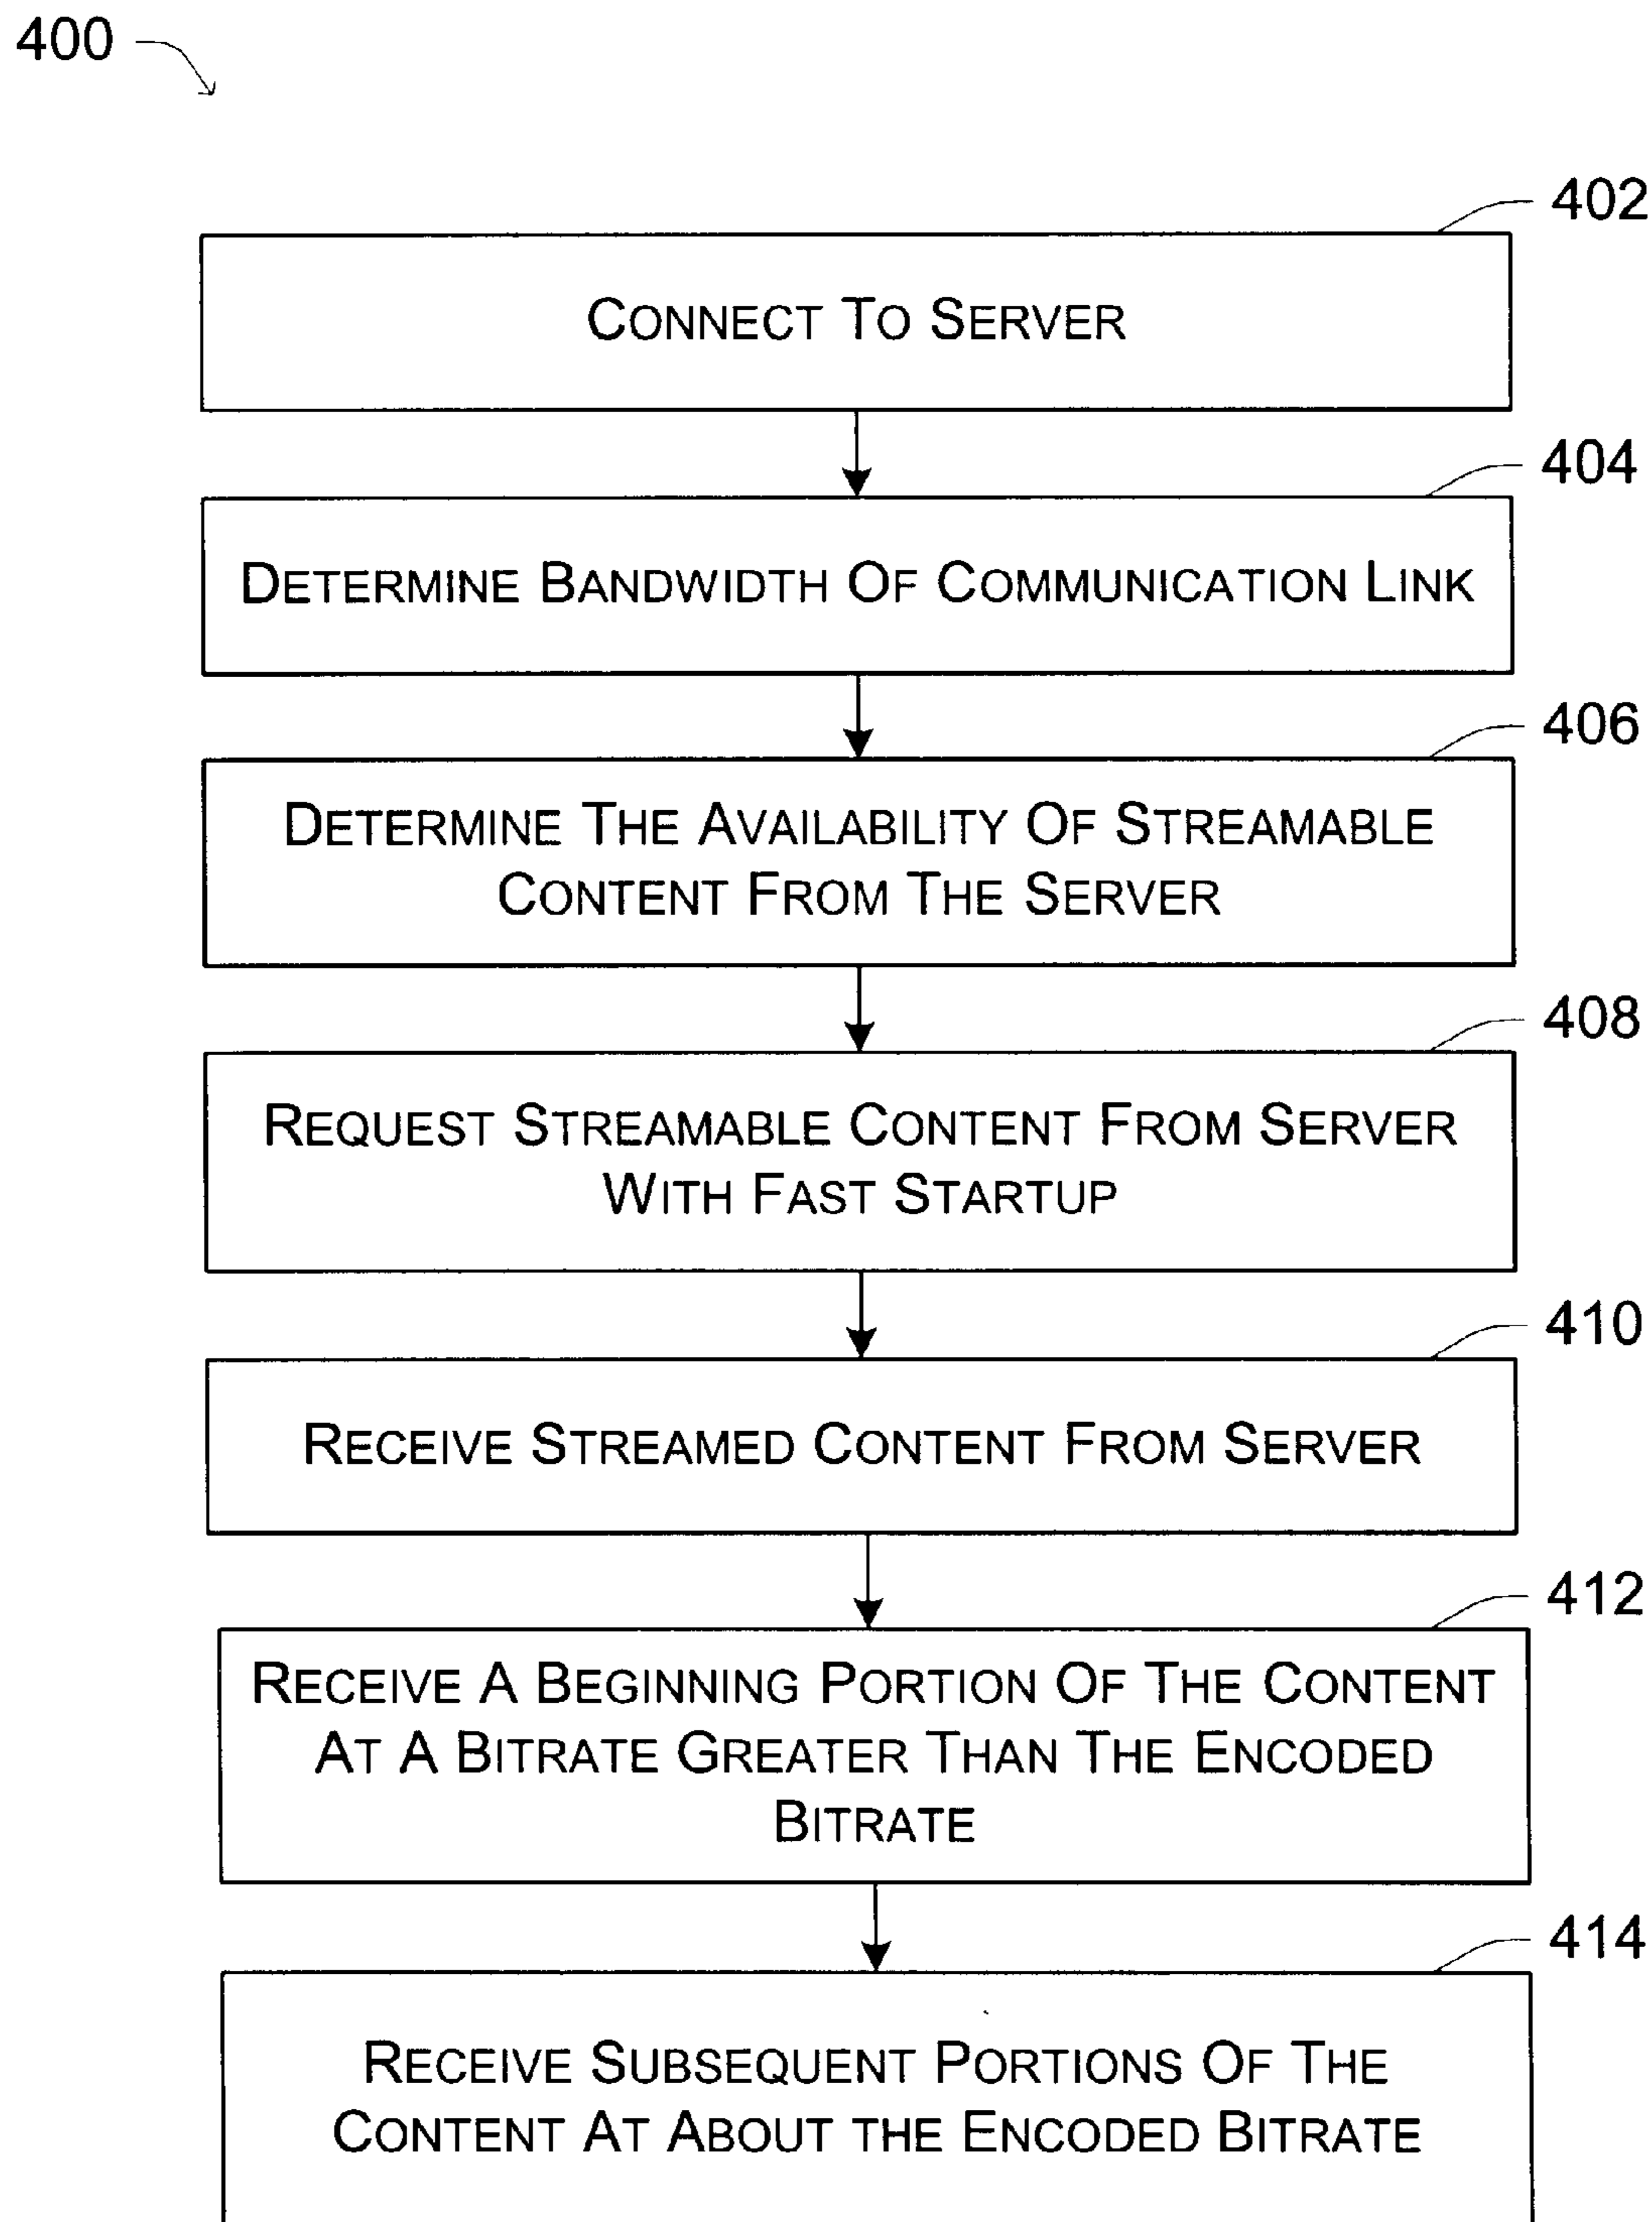 400
402
CONNECT TO SERVER
404
DETERMINE BANDWIDTH OF COMMUNICATION LINK
406
DETERMINE THE AVAILABILITY OF STREAMABLE
CONTENT FROM THE SERVER
408
REQUEST STREAMABLE CONTENT FROM SERVER
WITH FAST STARTUP
410
RECEIVE STREAMED CONTENT FROM SERVER
412
RECEIVE A BEGINNING PORTION OF THE CONTENT
AT A BITRATE GREATER THAN THE ENCODED
BITRATE
414
RECEIVE SUBSEQUENT PORTIONS OF THE
CONTENT AT ABOUT THE ENCODED BITRATE